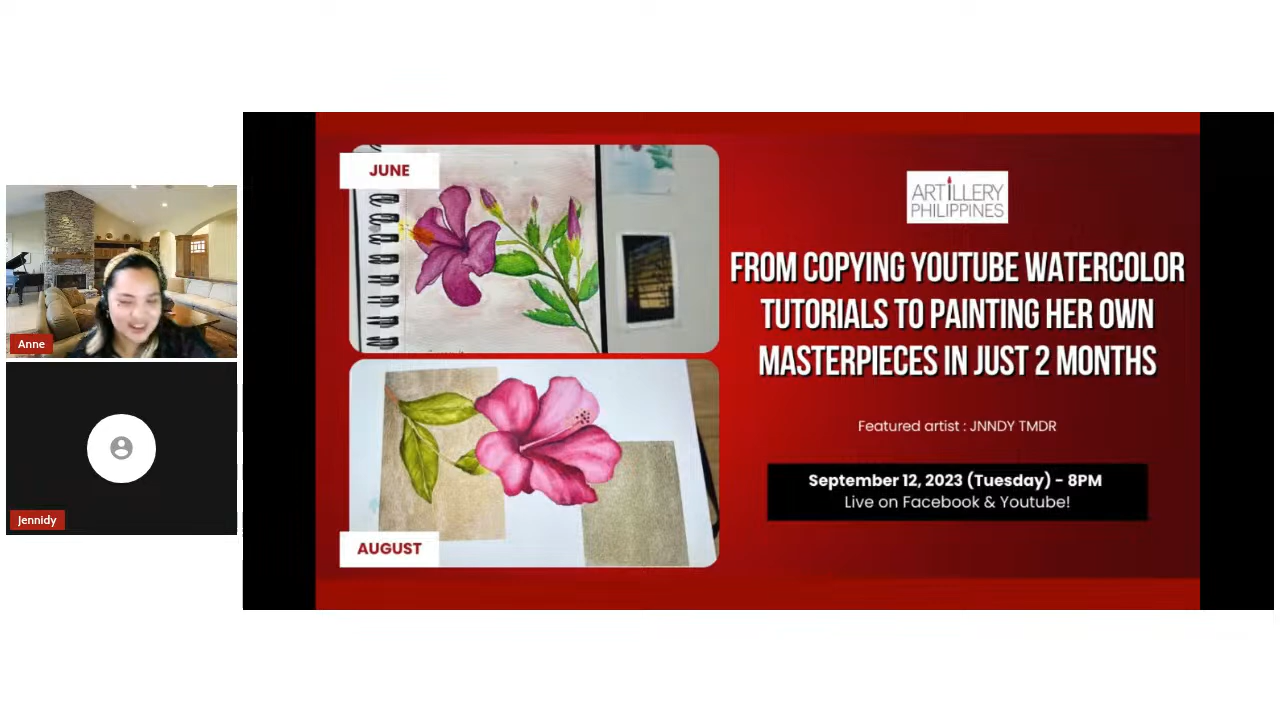 Anne
Jennidy
JUNE
AUGUST
ARTILLERY
PHILIPPINES
FROM COPYING YOUTUBE WATERCOLOR
TUTORIALS TO PAINTING HER OWN
MASTERPIECES IN JUST 2 MONTHS
Featured artist : JNNDY TMDR
September 12, 2023 (Tuesday) - 8PM
Live on Facebook & Youtube!